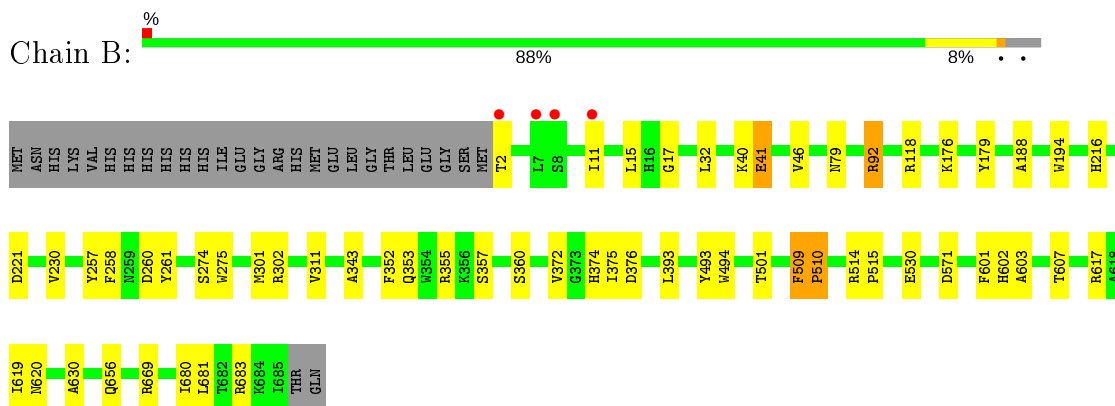 %
Chain B:
88% 8% • •
MET ASN HIS LYS VAL HIS HIS HIS HIS HIS HIS ILE GLU GLY ARG HIS MET GLU LEU GLY THR LEU GLU GLY SER MET T2 L7 S8 I11 L15 H16 G17 L32 K40 E41 V46 N79 R92 R118 K176 Y179 A188 W194 H216
D221 V230 Y257 F258 N259 D260 Y261 S274 W275 M301 R302 V311 A343 F352 Q353 W354 R355 K356 S357 S360 V372 G373 H374 I375 D376 L393 Y493 W494 T501 F509 P510 R514 P515 E530 D571 F601 H602 A603 T607 R617 A618
I619 N620 A630 Q656 R669 I680 L681 T682 R683 K684 I685 THR GLN